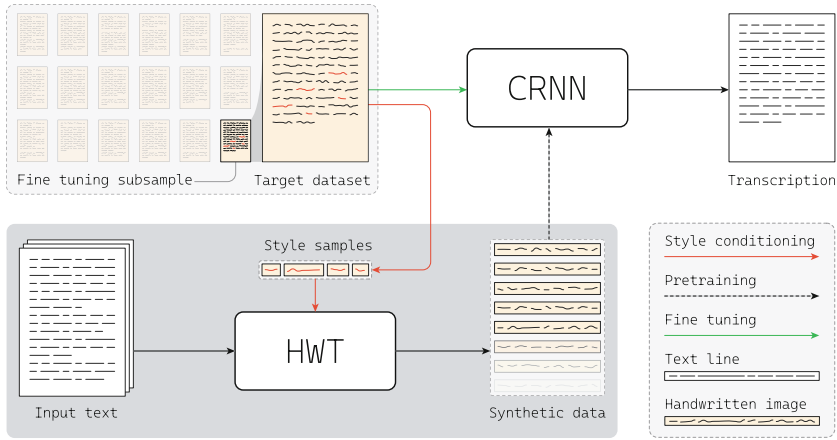 CRNN
Fine tuning subsample
Target dataset
Transcription
Style samples
HWT
Input text
Synthetic data
Style conditioning
Pretraining
Fine tuning
Text line
Handwritten image